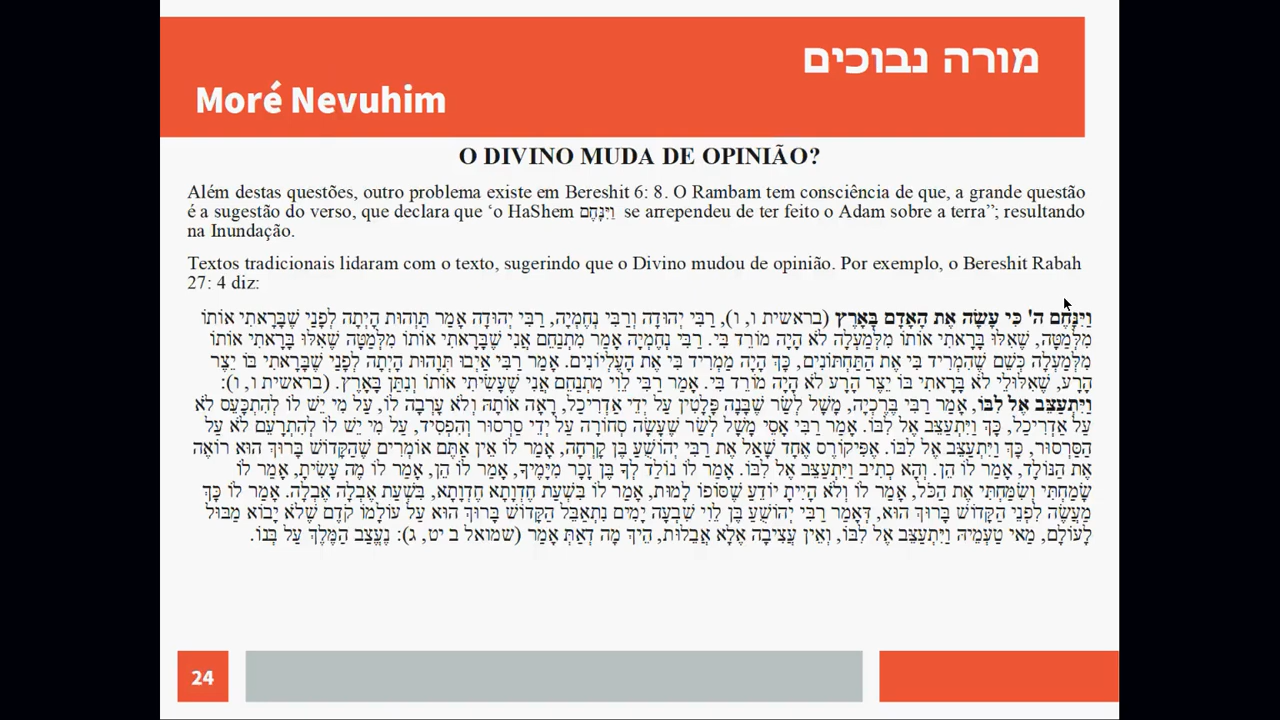 מורה נבוכים
Moré Nevuhim
O DIVINO MUDA DE OPINIÃO?
Além destas questões, outro problema existe em Bereshit 6: 8. O Rambam tem consciência de que, a grande questão
é a sugestão do verso, que declara que ‘o HaShem וַיִּנָּחֶם se arrependeu de ter feito o Adam sobre a terra”; resultando
na Inundação.
Textos tradicionais lidaram com o texto, sugerindo que o Divino mudou de opinião. Por exemplo, o Bereshit Rabah
27: 4 diz:
וַיִּנָּחֶם ה' כִּי עָשָׂה אֶת הָאָדָם בָּאָרֶץ (בראשית ו, ו), רַבִּי יְהוּדָה וְרַבִּי נְחֶמְיָה, רַבִּי יְהוּדָה אָמַר תַּוְהוּת הָיְתָה לְפָנַי שֶׁבָּרָאתִי אוֹתוֹ
מִלְּמַטָּה, שֶׁאִלּוּ בָּרָאתִי אוֹתוֹ מִלְּמַעְלָה לֹא הָיָה מוֹרֵד בִּי. רַבִּי נְחֶמְיָה אָמַר מִתְנַחֵם אֲנִי שֶׁבָּרָאתִי אוֹתוֹ מִלְּמַטָּה שֶׁאִלּוּ בָּרָאתִי אוֹתוֹ
מִלְּמַעְלָה כְּשֵׁם שֶׁהִמְרִיד בִּי אֶת הַתַּחְתּוֹנִים, כָּךְ הָיָה מַמְרִיד בִּי אֶת הָעֶלְיוֹנִים. אָמַר רַבִּי אַיְבוּ תַּוְהוּת הָיְתָה לְפָנַי שֶׁבָּרָאתִי בּוֹ יֵצֶר
הָרָע, שֶׁאִלּוּלֵי לֹא בָּרָאתִי בּוֹ יֵצֶר הָרָע לֹא הָיָה מוֹרֵד בִּי. אָמַר רַבִּי לֵוִי מִתְנַחֵם אֲנִי שֶׁעֲשִׂיתִי אוֹתוֹ וְנִתַּן בָּאָרֶץ. (בראשית ו, ו):
וַיִּתְעַצֵּב אֶל לִבּוֹ, אָמַר רַבִּי בֶּרֶכְיָה, מָשָׁל לְשַׂר שֶׁבָּנָה פָּלָטִין עַל יְדֵי אַדְרִיכָל, רָאָה אוֹתָהּ וְלֹא עָרְבָה לוֹ, עַל מִי יֵשׁ לוֹ לְהִתְכָּעֵס לֹא
עַל אַדְרִיכָל, כָּךְ וַיִּתְעַצֵּב אֶל לִבּוֹ. אָמַר רַבִּי אַסֵי מָשָׁל לְשַׂר שֶׁעָשָׂה סְחוֹרָה עַל יְדֵי סַרְסוּר וְהִפְסִיד, עַל מִי יֵשׁ לוֹ לְהִתְרָעֵם לֹא עַל
הַסַּרְסוּר, כָּךְ וַיִּתְעַצֵּב אֶל לִבּוֹ. אֶפִּיקוֹרֶס אֶחָד שָׁאַל אֶת רַבִּי יְהוֹשֻׁעַ בֶּן קָרְחָה, אָמַר לוֹ אֵין אַתֶּם אוֹמְרִים שֶׁהַקָּדוֹשׁ בָּרוּךְ הוּא רוֹאֶה
אֶת הַנּוֹלָד, אָמַר לוֹ הֵן. וְהָא כְתִיב וַיִּתְעַצֵּב אֶל לִבּוֹ. אָמַר לוֹ נוֹלַד לְךָ בֵּן זָכָר מִיָּמֶיךָ, אָמַר לוֹ הֵן, אָמַר לוֹ מֶה עָשִׂיתָ, אָמַר לוֹ
שָׂמַחְתִּי וְשִׂמַּחְתִּי אֶת הַכֹּל, אָמַר לוֹ וְלֹא הָיִיתָ יוֹדֵעַ שֶׁסּוֹפוֹ לָמוּת, אָמַר לוֹ בִּשְׁעַת חֶדְוָתָא חֶדְוָתָא, בִּשְׁעַת אֶבְלָה אֶבְלָה. אָמַר לוֹ כָּךְ
מַעֲשֶׂה לִפְנֵי הַקָּדוֹשׁ בָּרוּךְ הוּא, דְּאָמַר רַבִּי יְהוֹשֻׁעַ בֶּן לֵוִי שִׁבְעָה יָמִים נִתְאַבֵּל הַקָּדוֹשׁ בָּרוּךְ הוּא עַל עוֹלָמוֹ קֹדֶם שֶׁלֹא יָבוֹא מַבּוּל
לָעוֹלָם, מַאי טַעְמֵיהּ וַיִּתְעַצֵּב אֶל לִבּוֹ, וְאֵין עֲצִיבָה אֶלָּא אֲבֵלוּת, הֵיךְ מָה דְאַתְּ אָמַר (שמואל ב יט, ג): נֶעֱצַב הַמֶּלֶךְ עַל בְּנוֹ.
24